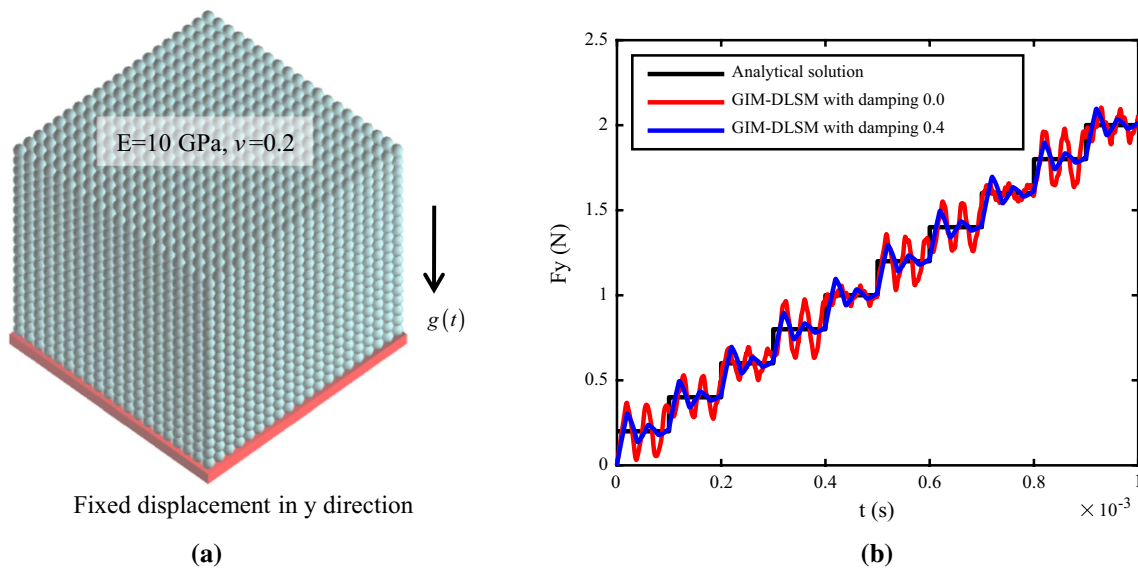 E=10 GPa, ν=0.2
g(t)
Fixed displacement in y direction
(a)
2.5
2
1.5
1
0.5
0
Fy (N)
Analytical solution
GIM-DLSM with damping 0.0
GIM-DLSM with damping 0.4
0 0.2 0.4 0.6 0.8 1
t (s)
× 10⁻³
(b)